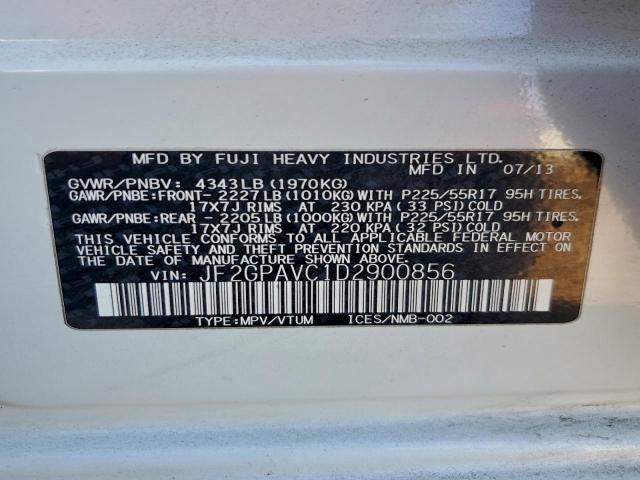 MFD BY FUJI HEAVY INDUSTRIES LTD.
MFD IN 07/13
GVWR/PNBV: 4343LB(1970KG)
GAWR/PNBE:FRONT-2227LB(1010KG)WITH P225/55R17 95H TIRES,
17X7J RIMS AT 230 KPA(33 PSI)COLD
GAWR/PNBE:REAR -2205LB(1000KG)WITH P225/55R17 95H TIRES,
17X7J RIMS AT 220 KPA(32 PSI)COLD
THIS VEHICLE CONFORMS TO ALL APPLICABLE FEDERAL MOTOR
VEHICLE SAFETY AND THEFT PREVENTION STANDARDS IN EFFECT
ON THE DATE OF MANUFACTURE SHOWN ABOVE.
VIN: JF2GPAVC1D2900856
TYPE:MPV/VTUM ICES/NMB-002